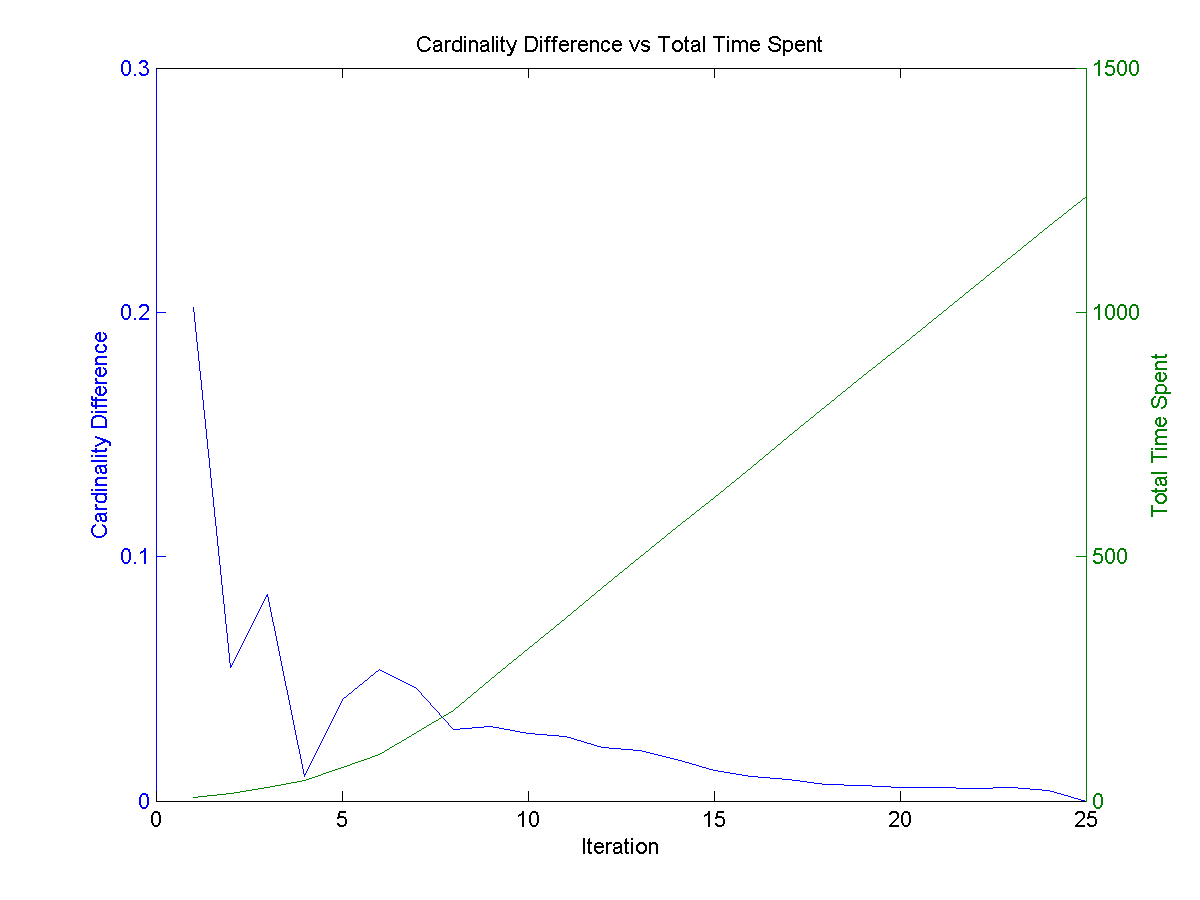 Cardinality Difference vs Total Time Spent
0.3
0.2
0.1
0
Cardinality Difference
1500
1000
500
0
Total Time Spent
0 5 10 15 20 25
Iteration